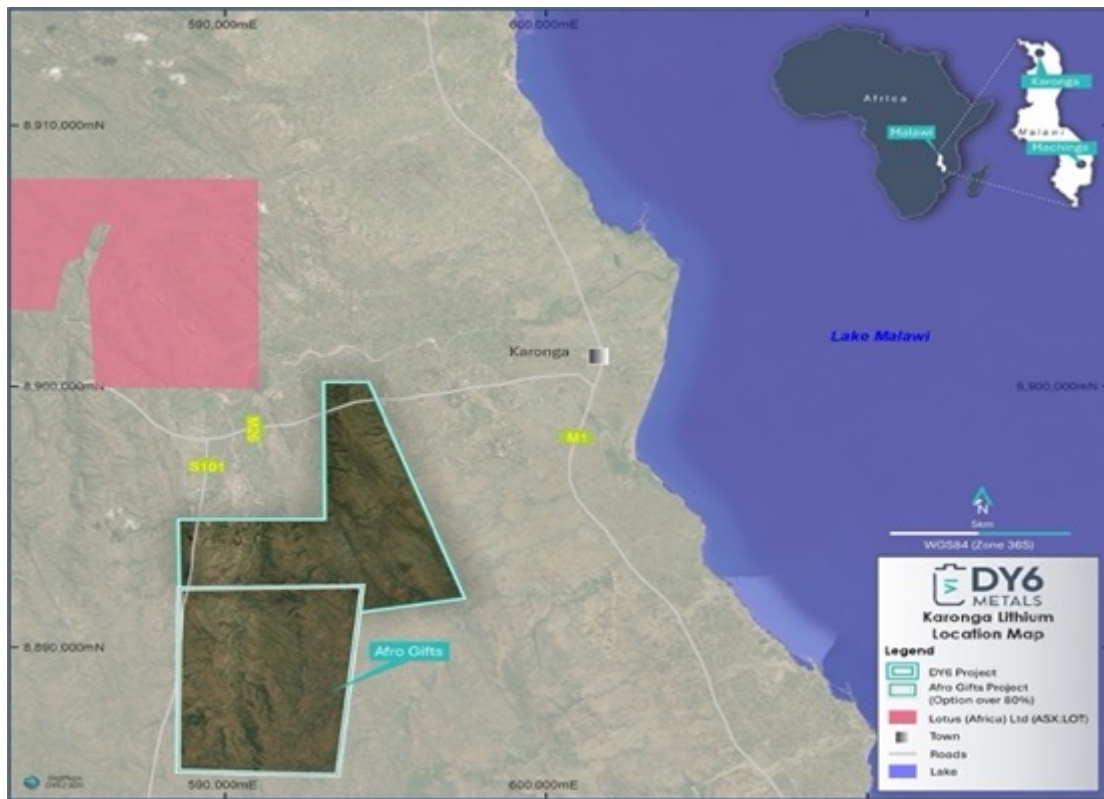 590,000mE
600,000mE
Africa
Malawi
Karonga
Malawi
Machinga
8,910,000mN
Lake Malawi
Karonga
8,900,000mN
8,900,000mN
M26
M1
S101
N
5km
WGS84 (Zone 36S)
DY6
METALS
Karonga Lithium
Location Map
Legend
DY6 Project
Afro Gifts Project
(Option over 80%)
Lotus (Africa) Ltd (ASX:LOT)
Town
Roads
Lake
8,890,000mN
Afro Gifts
590,000mE
600,000mE